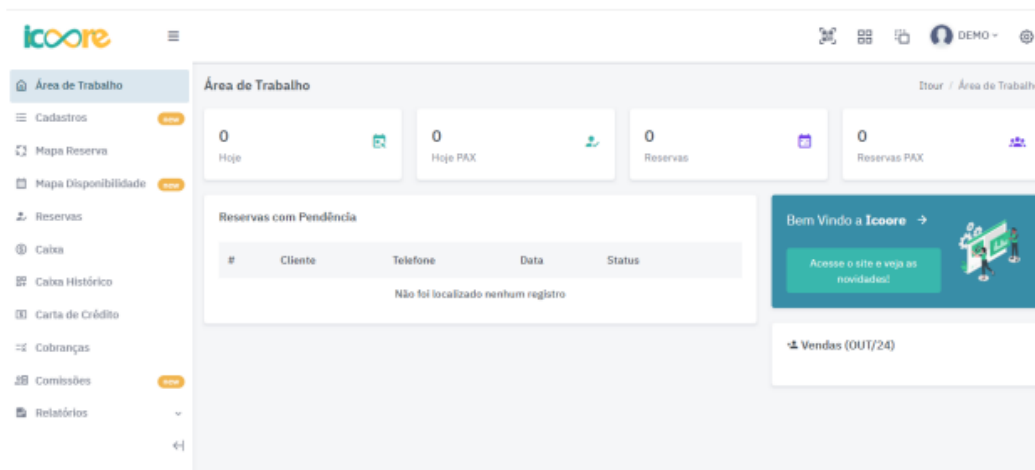 icoore
DEMO
Área de Trabalho
Cadastros new
Mapa Reserva
Mapa Disponibilidade new
Reservas
Caixa
Caixa Histórico
Carta de Crédito
Cobranças
Comissões new
Relatórios
Área de Trabalho
Itour / Área de Trabalh
0
Hoje
0
Hoje PAX
0
Reservas
0
Reservas PAX
Reservas com Pendência
# Cliente Telefone Data Status
Não foi localizado nenhum registro
Bem Vindo a Icoore →
Acesse o site e veja as
novidades!
Vendas (OUT/24)